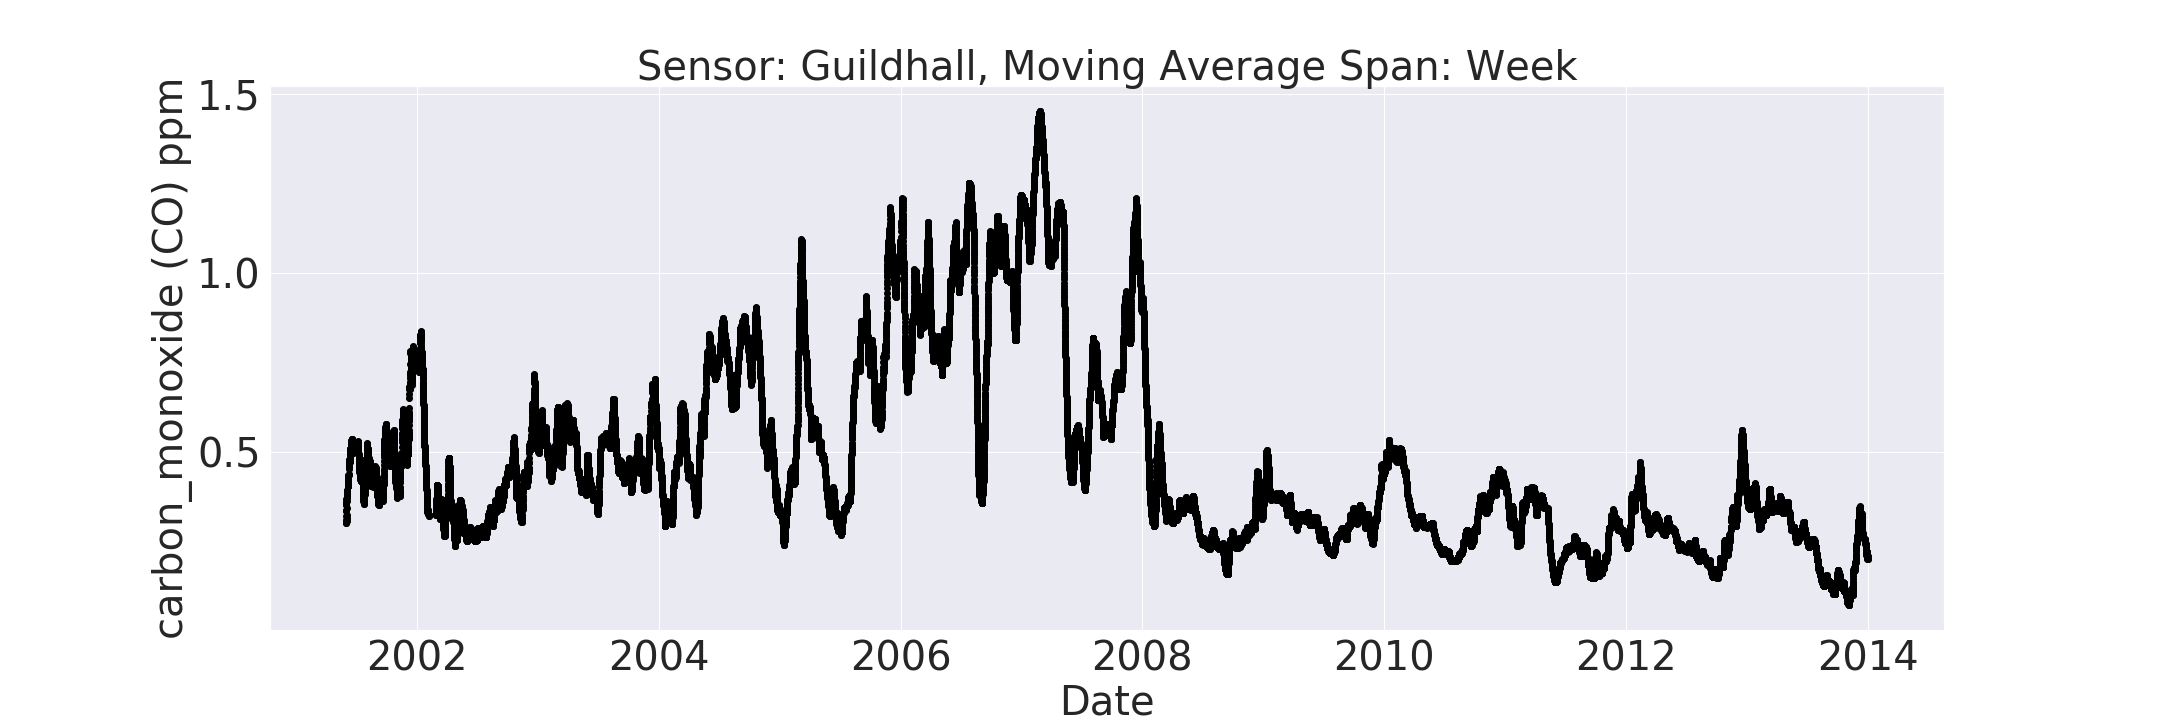 Sensor: Guildhall, Moving Average Span: Week
carbon_monoxide (CO) ppm
1.5
1.0
0.5
2002 2004 2006 2008 2010 2012 2014
Date